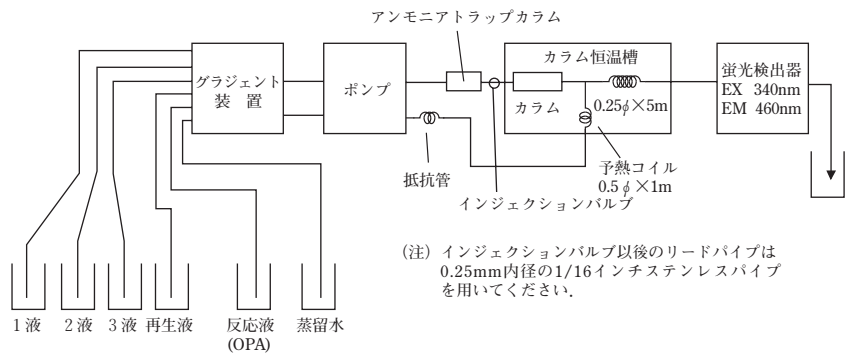 アンモニアトラップカラム
グラジェント
装　置
ポンプ
カラム恒温槽
カラム
0.25φ×5m
蛍光検出器
EX 340nm
EM 460nm
抵抗管
予熱コイル
0.5φ×1m
インジェクションバルブ
(注) インジェクションバルブ以後のリードパイプは
0.25mm内径の1/16インチステンレスパイプ
を用いてください.
1液
2液
3液
再生液
反応液
(OPA)
蒸留水